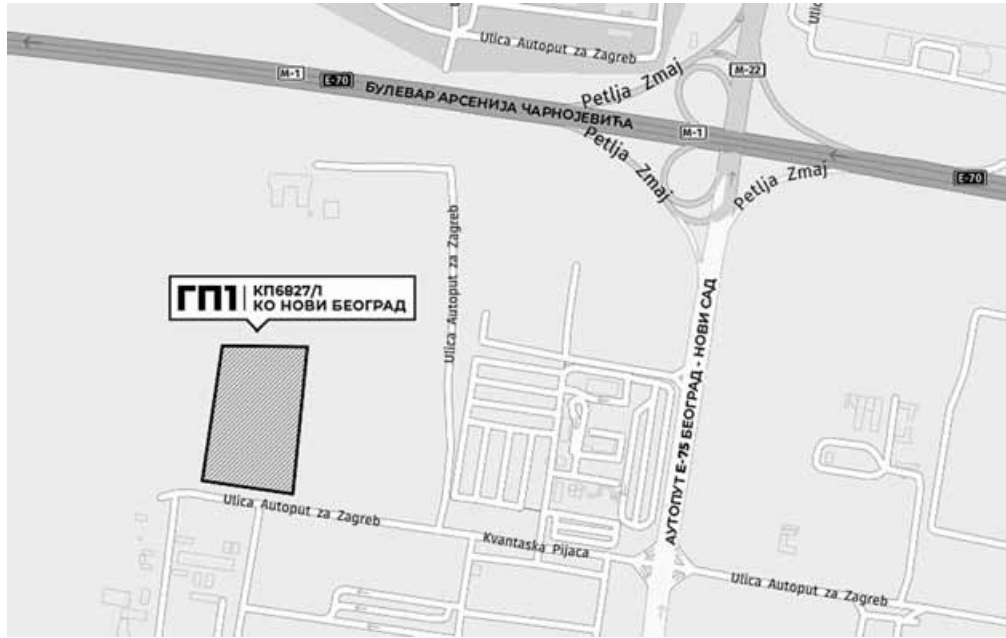 Ulica Autoput za Zagreb
M-1
E-70
БУЛЕВАР АРСЕНИЈА ЧАРНОЈЕВИЋА
Petlja Zmaj
M-22
M-1
Petlja Zmaj
Petlja Zmaj
E-70
Ulica Autoput za Zagreb
ГП1
КП6827/1
КО НОВИ БЕОГРАД
АУТОПУТ Е-75 БЕОГРАД - НОВИ САД
Ulica Autoput za Zagreb
Kvantaska Pijaca
Ulica Autoput za Zagreb